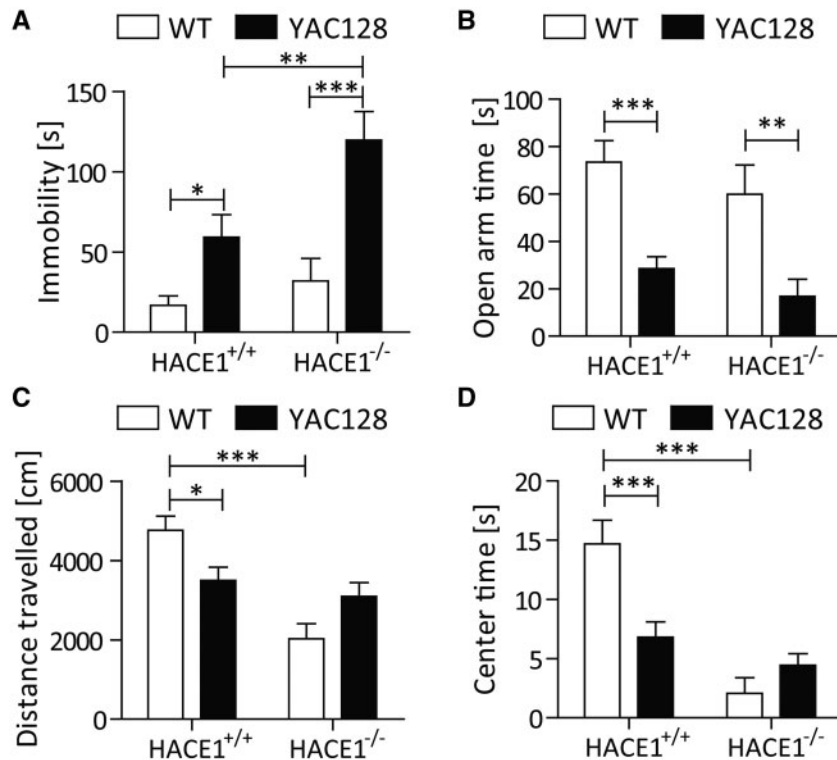 A
WT YAC128
**
***
*
Immobility [s]
150
100
50
0
HACE1+/+ HACE1-/-
B
WT YAC128
***
**
Open arm time [s]
100
80
60
40
20
0
HACE1+/+ HACE1-/-
C
WT YAC128
***
*
Distance travelled [cm]
6000
4000
2000
0
HACE1+/+ HACE1-/-
D
WT YAC128
***
***
Center time [s]
20
15
10
5
0
HACE1+/+ HACE1-/-